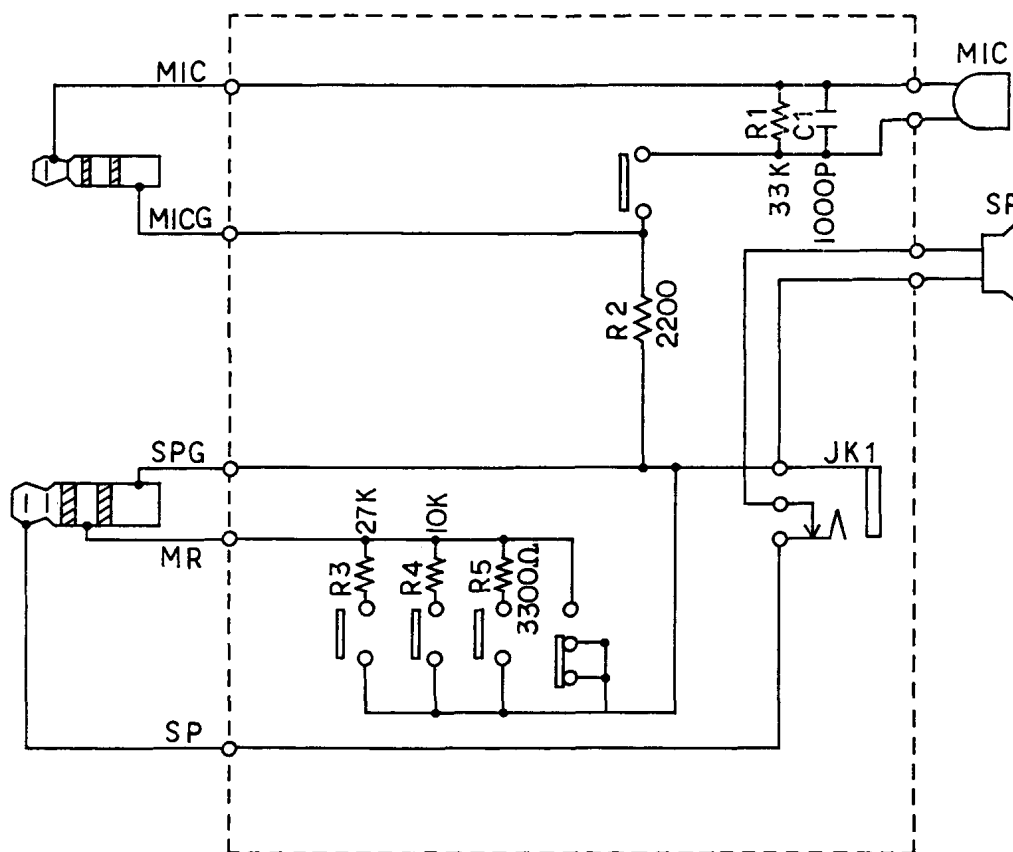 MIC
MIC
R1
33K
C1
1000P
MICG
SP
R2
2200
SPG
JK1
MR
R3
27K
R4
10K
R5
3300Ω
SP